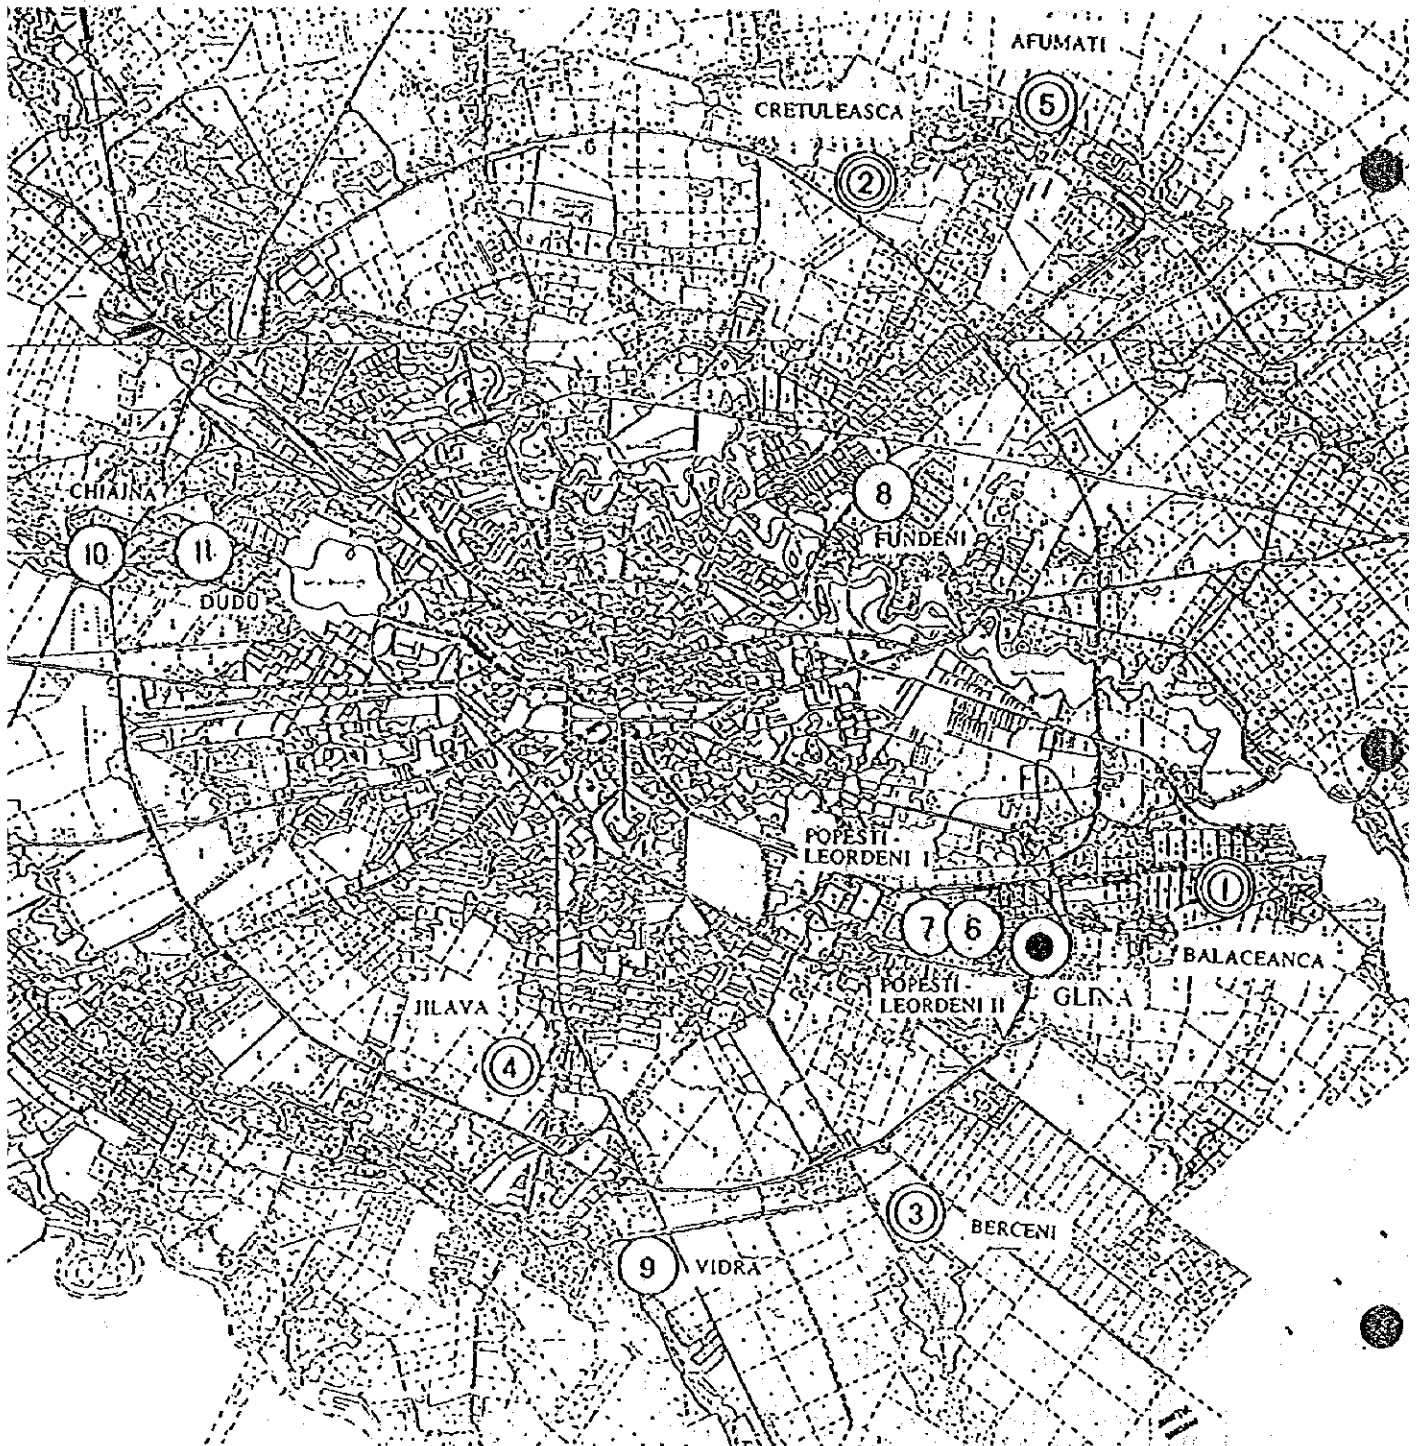 AFUMATI
5
CRETULEASCA
2
CHIAJNA
8
10
11
FUNDENI
DUDU
POPESTI-
LEORDENI I
1
7
6
BALACEANCA
POPESTI-
LEORDENI II
GLINA
JILAVA
4
3
BERCENI
9
VIDRA